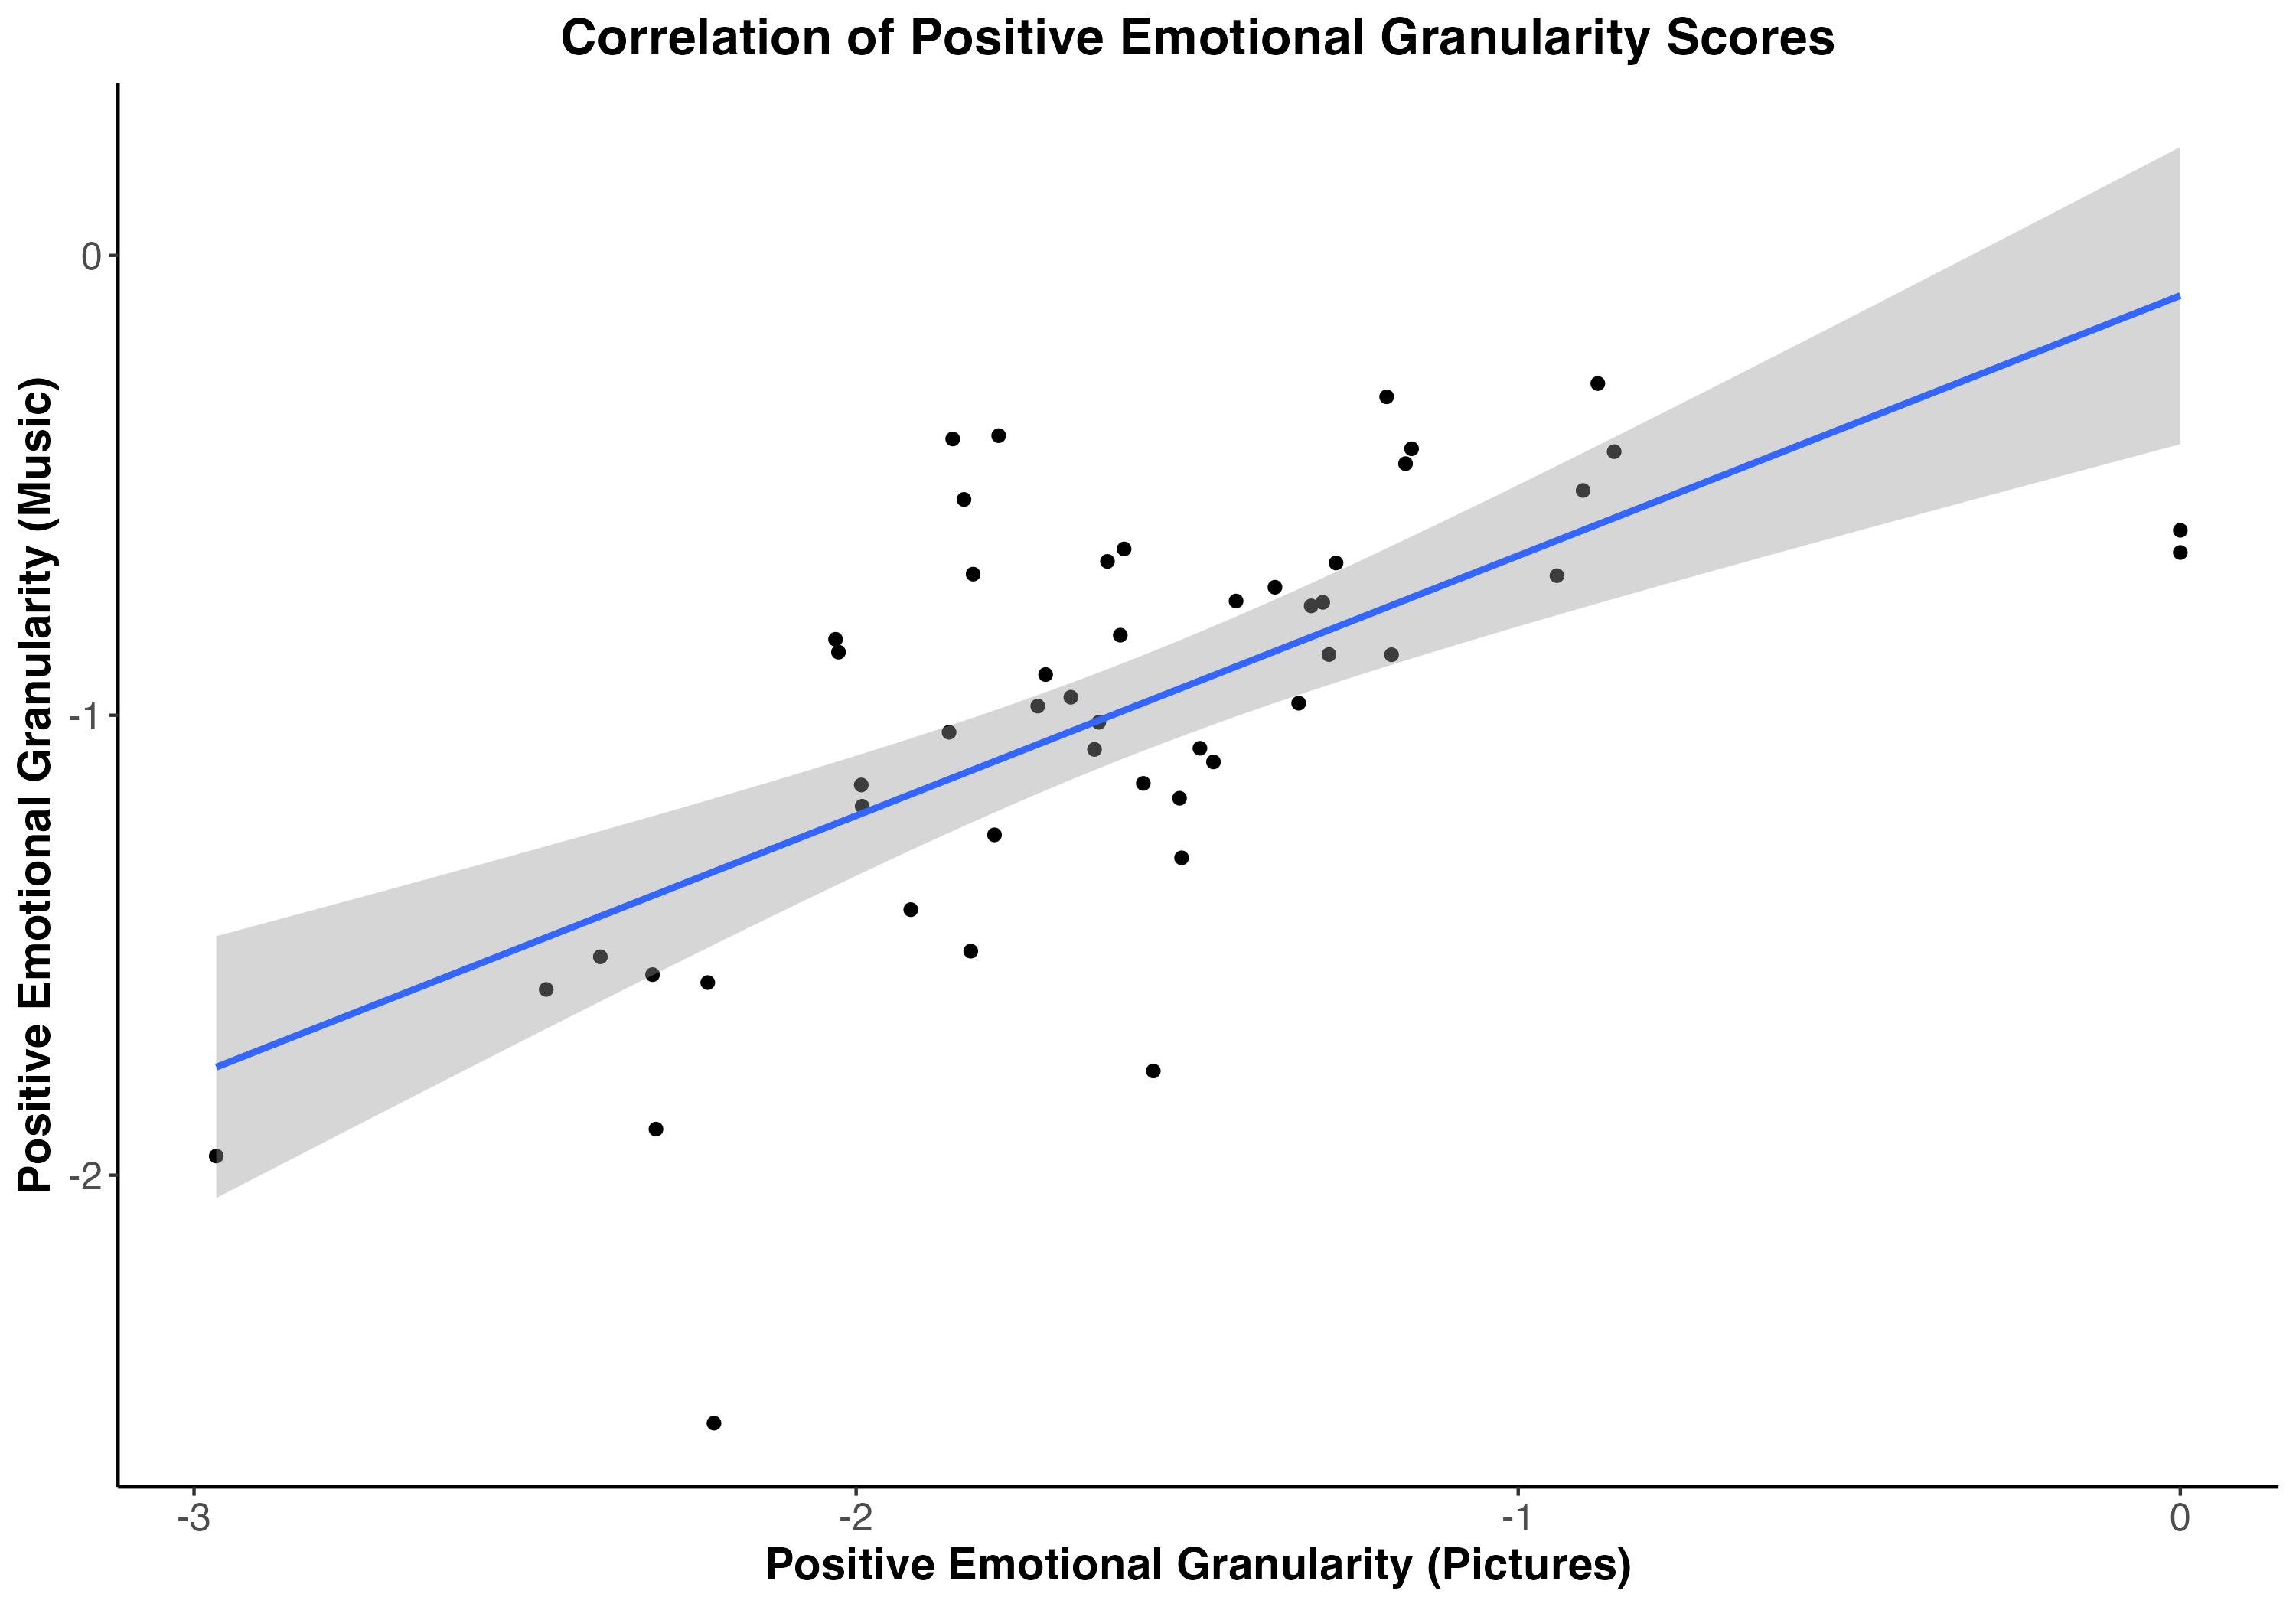 Correlation of Positive Emotional Granularity Scores
Positive Emotional Granularity (Music)
0
-1
-2
-3
-2
-1
0
Positive Emotional Granularity (Pictures)